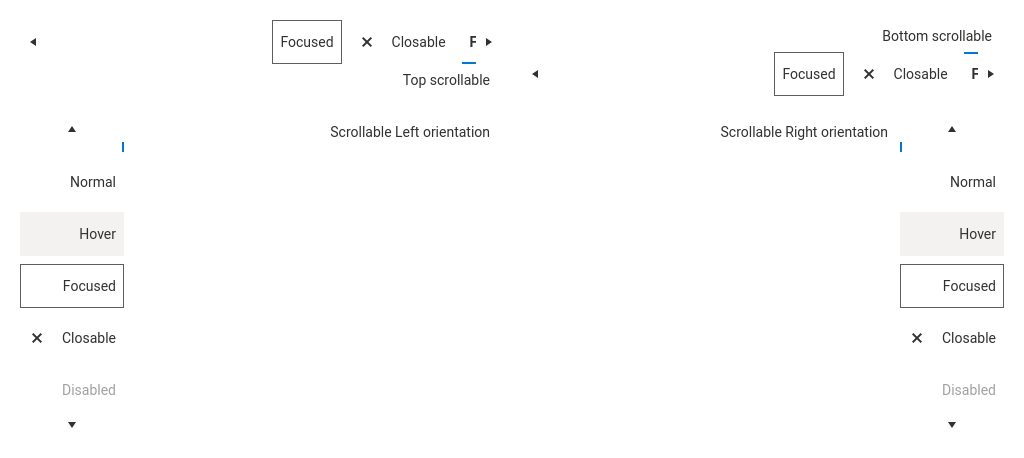 Focused Closable F
Top scrollable
Bottom scrollable
Focused Closable F
Scrollable Left orientation
Normal
Hover
Focused
Closable
Disabled
Scrollable Right orientation
Normal
Hover
Focused
Closable
Disabled